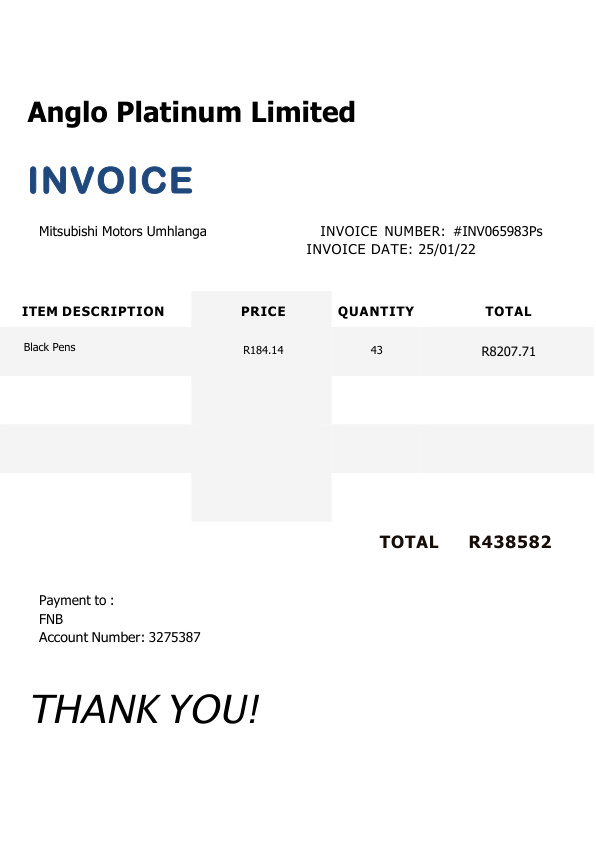 Anglo Platinum Limited
INVOICE
Mitsubishi Motors Umhlanga
INVOICE NUMBER: #INV065983Ps
INVOICE DATE: 25/01/22
ITEM DESCRIPTION PRICE QUANTITY TOTAL
Black Pens R184.14 43 R8207.71
TOTAL R438582
Payment to :
FNB
Account Number: 3275387
THANK YOU!